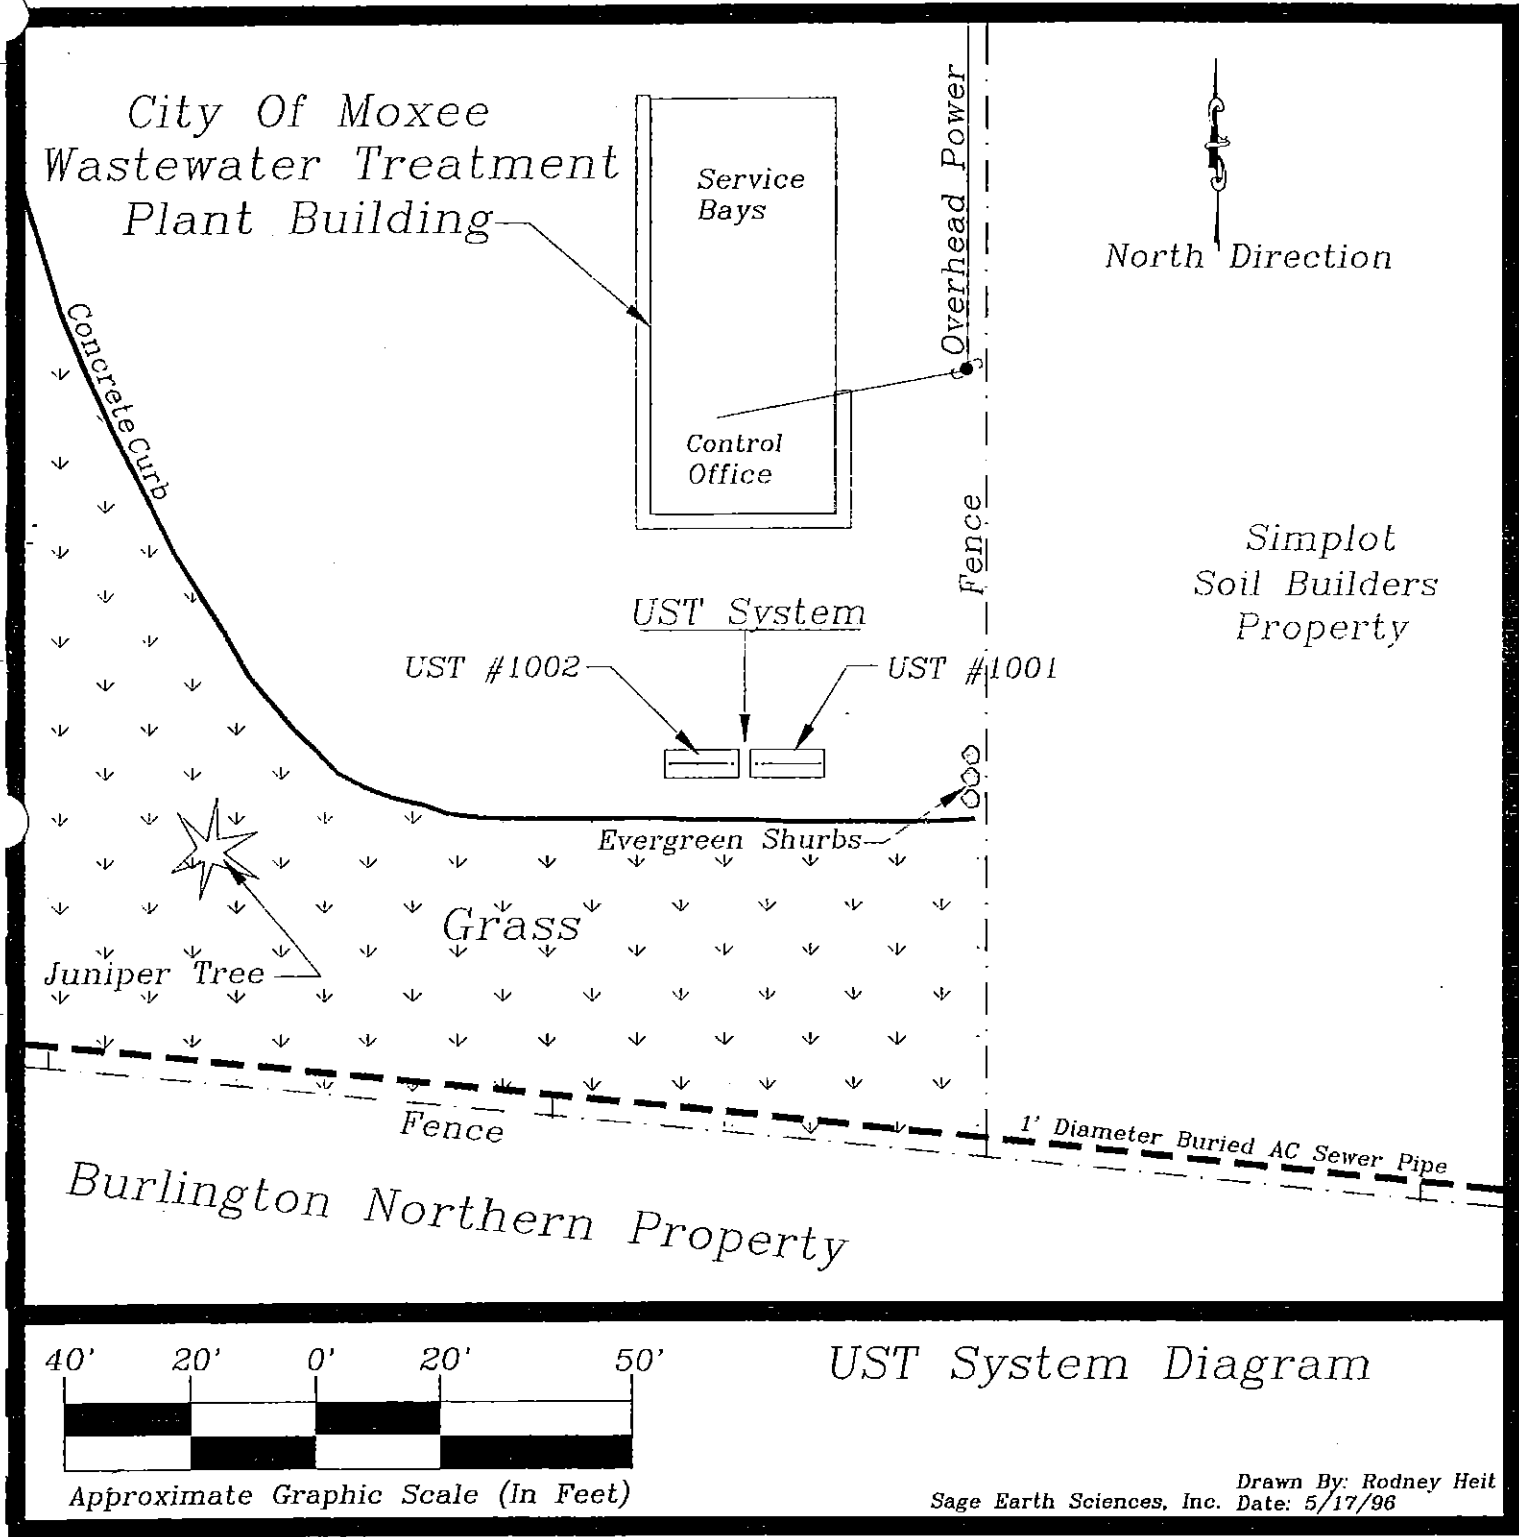 City Of Moxee
Wastewater Treatment
Plant Building
Service
Bays
Overhead Power
North Direction
Concrete Curb
Control
Office
Fence
Simplot
Soil Builders
Property
UST System
UST #1002
UST #1001
Evergreen Shurbs
Grass
Juniper Tree
Fence
1' Diameter Buried AC Sewer Pipe
Burlington Northern Property
40' 20' 0' 20' 50'
UST System Diagram
Approximate Graphic Scale (In Feet)
Drawn By: Rodney Heit
Sage Earth Sciences, Inc. Date: 5/17/96